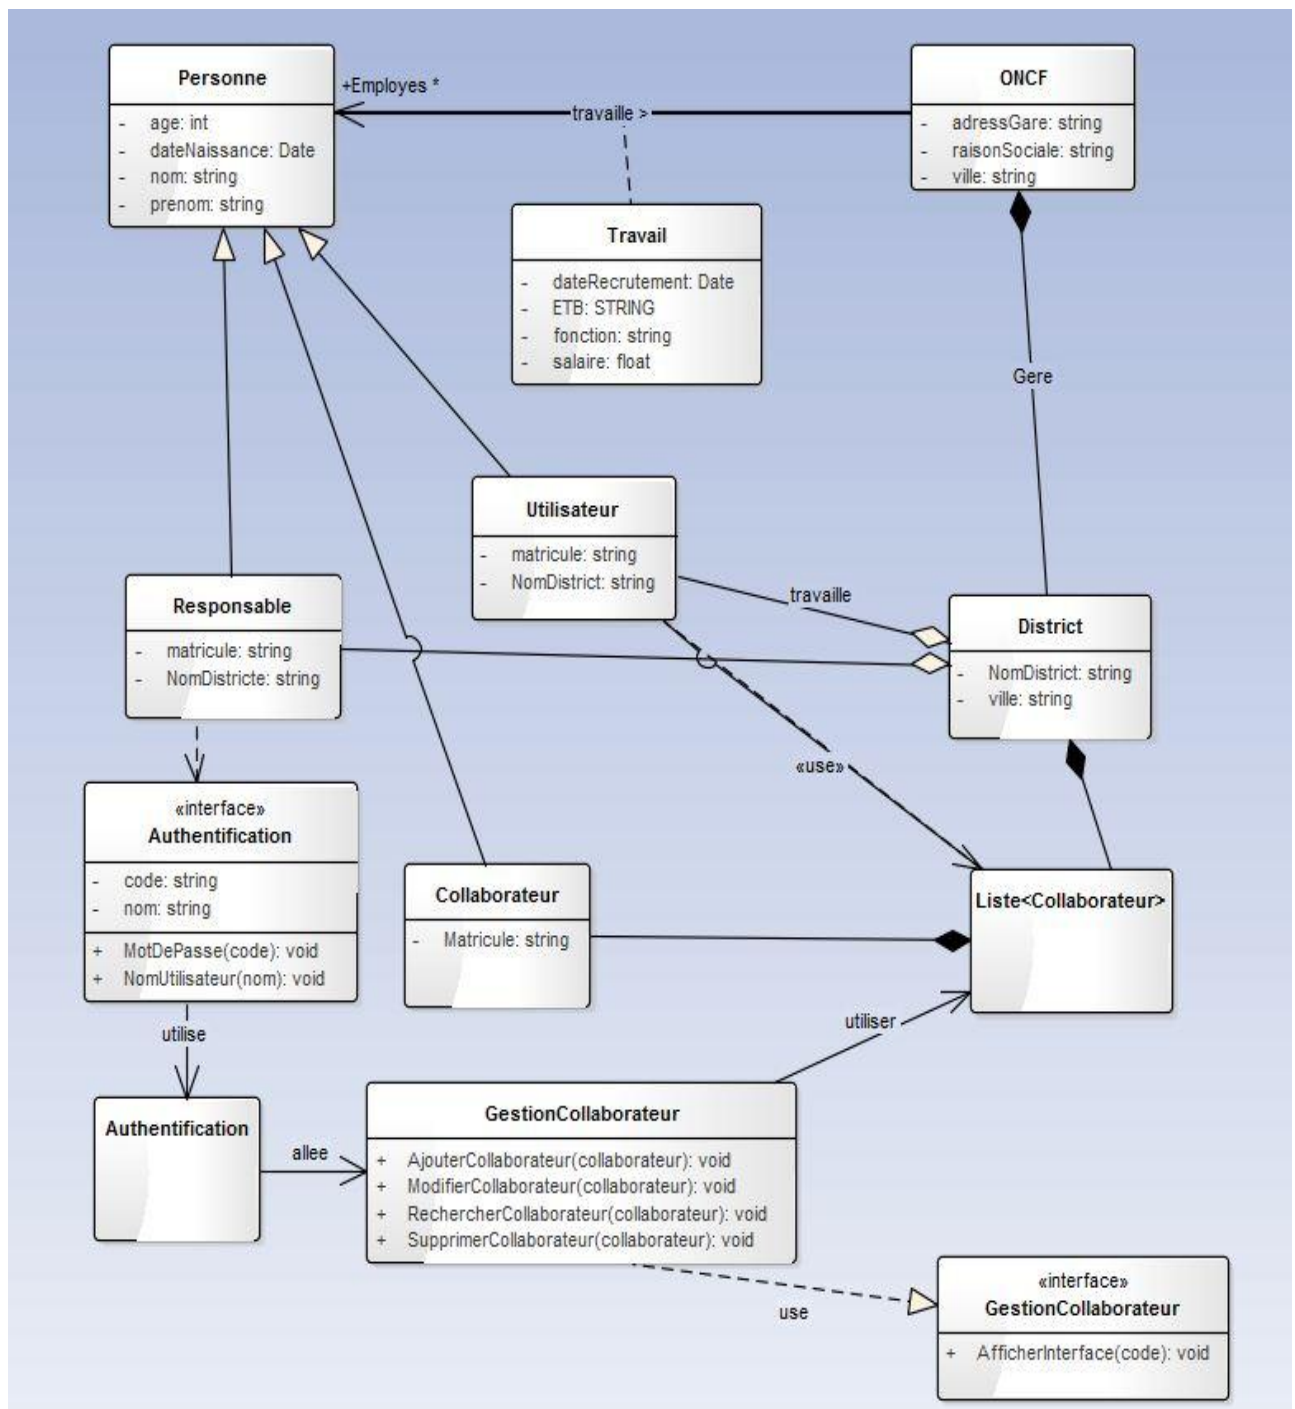 Personne
- age: int
- dateNaissance: Date
- nom: string
- prenom: string
+Employes *
travaille >
ONCF
- adressGare: string
- raisonSociale: string
- ville: string
Travail
- dateRecrutement: Date
- ETB: STRING
- fonction: string
- salaire: float
Gere
Utilisateur
- matricule: string
- NomDistrict: string
travaille
Responsable
- matricule: string
- NomDistricte: string
District
- NomDistrict: string
- ville: string
«use»
«interface»
Authentification
- code: string
- nom: string
+ MotDePasse(code): void
+ NomUtilisateur(nom): void
Collaborateur
- Matricule: string
Liste<Collaborateur>
utilise
utiliser
Authentification
allee
GestionCollaborateur
+ AjouterCollaborateur(collaborateur): void
+ ModifierCollaborateur(collaborateur): void
+ RechercherCollaborateur(collaborateur): void
+ SupprimerCollaborateur(collaborateur): void
use
«interface»
GestionCollaborateur
+ AfficherInterface(code): void